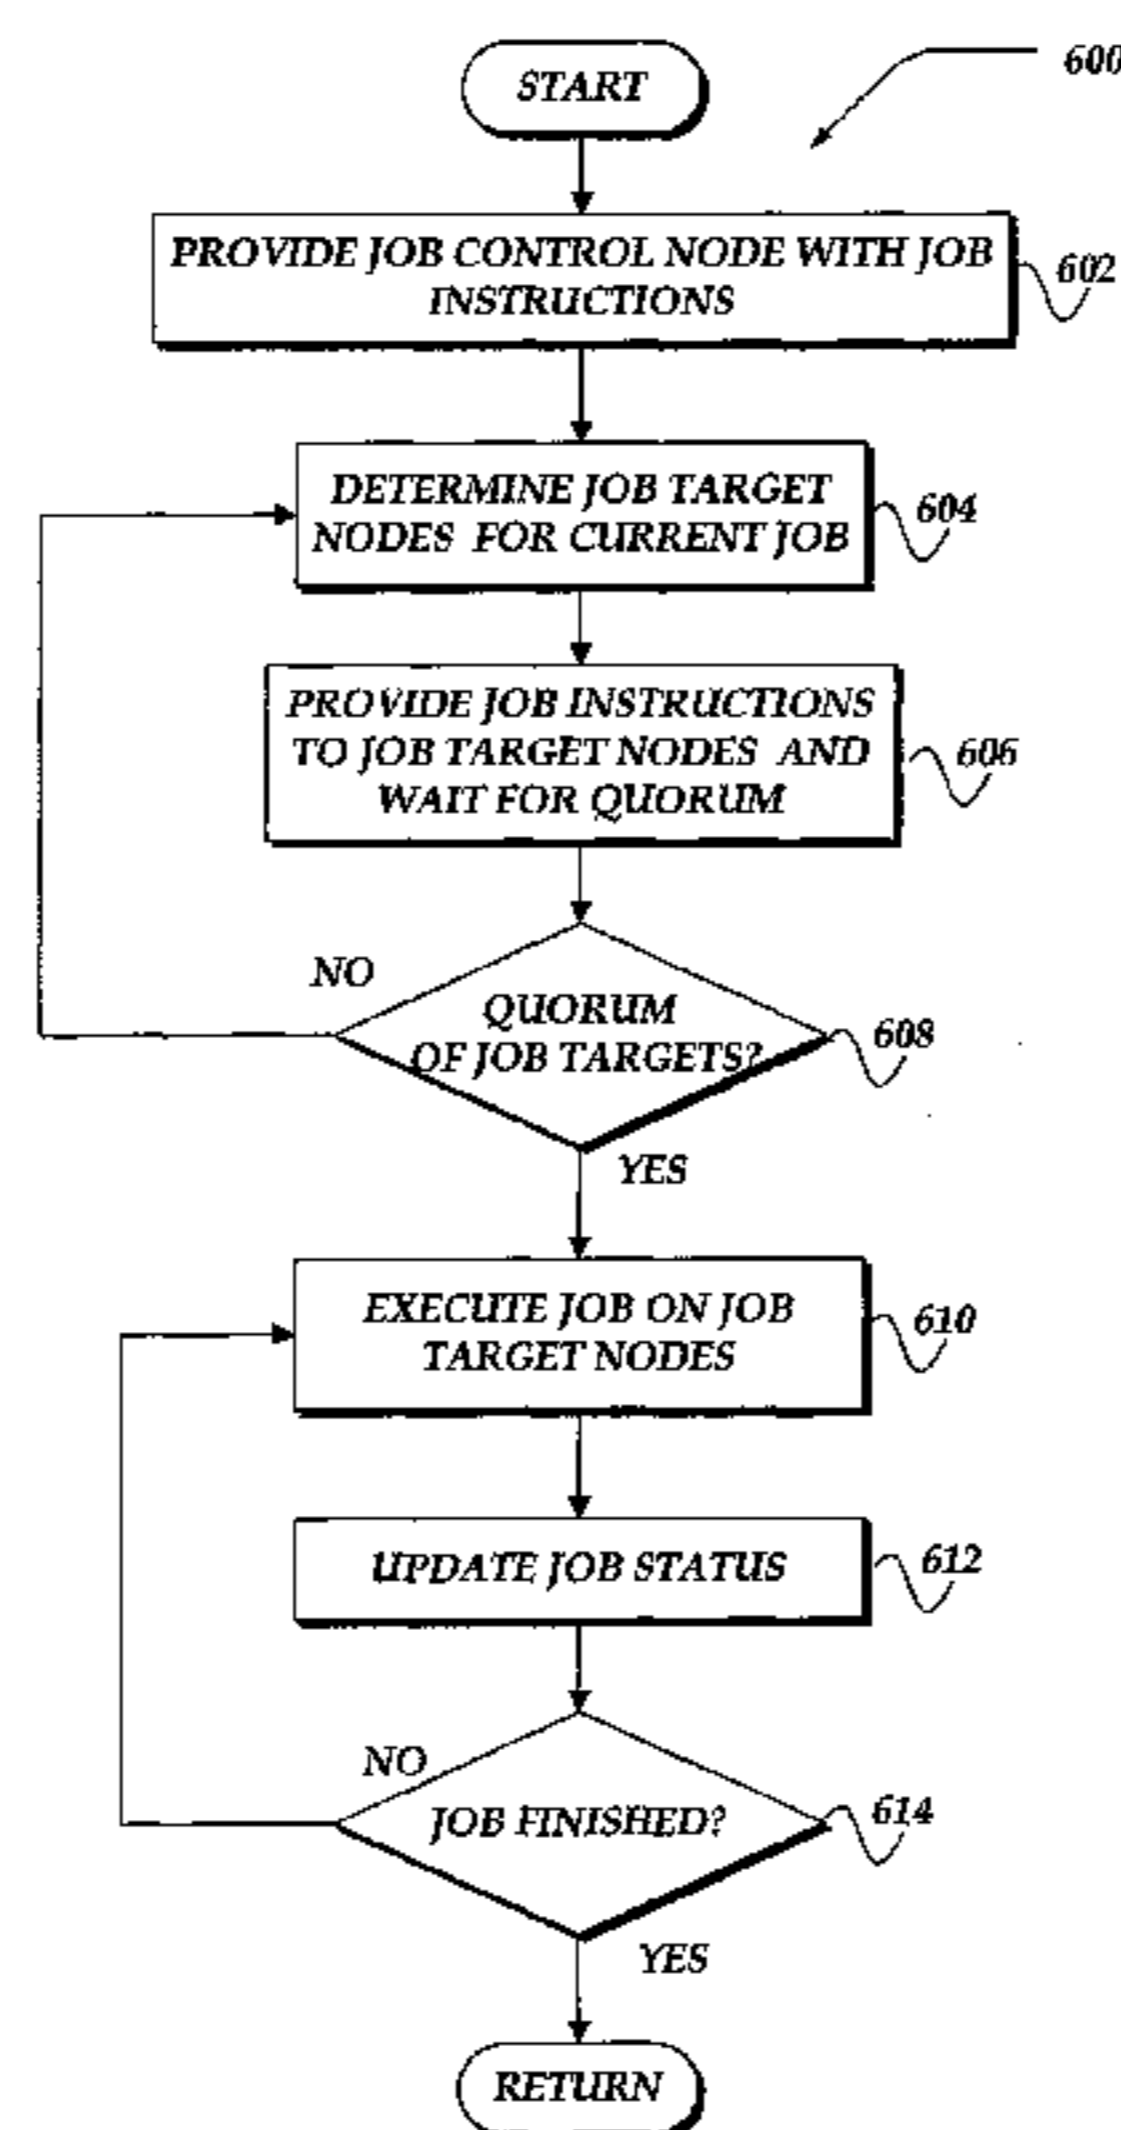 START
600
PROVIDE JOB CONTROL NODE WITH JOB
INSTRUCTIONS
602
DETERMINE JOB TARGET
NODES FOR CURRENT JOB
604
PROVIDE JOB INSTRUCTIONS
TO JOB TARGET NODES AND
WAIT FOR QUORUM
606
NO
QUORUM
OF JOB TARGETS?
608
YES
EXECUTE JOB ON JOB
TARGET NODES
610
UPDATE JOB STATUS
612
NO
JOB FINISHED?
614
YES
RETURN